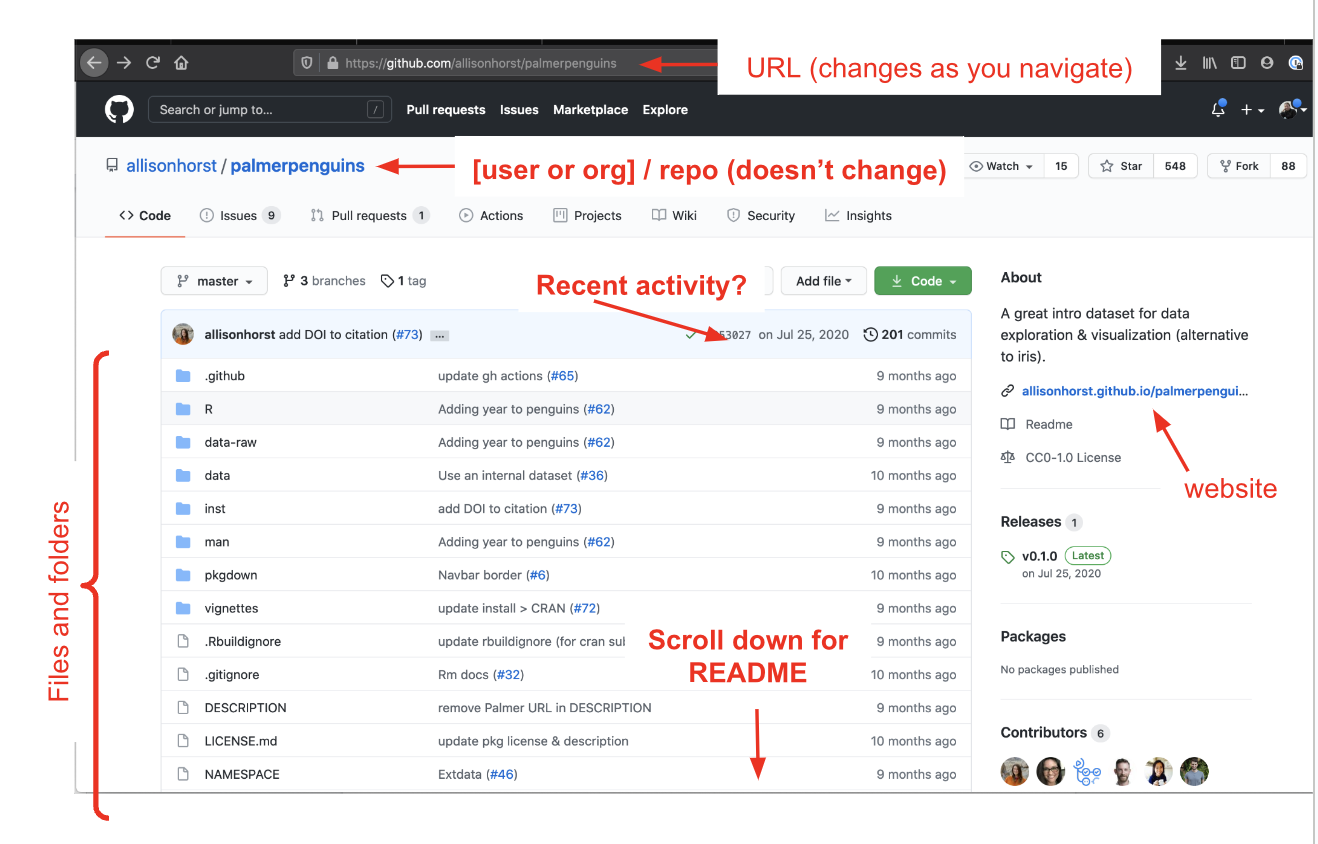 https://github.com/allisonhorst/palmerpenguins
URL (changes as you navigate)
Search or jump to...
/
Pull requests Issues Marketplace Explore
allisonhorst / palmerpenguins
[user or org] / repo (doesn’t change)
Watch 15 Star 548 Fork 88
<> Code Issues 9 Pull requests 1 Actions Projects Wiki Security Insights
master 3 branches 1 tag
Recent activity?
Add file Code
allisonhorst add DOI to citation (#73) ... on Jul 25, 2020 201 commits
.github update gh actions (#65) 9 months ago
R Adding year to penguins (#62) 9 months ago
data-raw Adding year to penguins (#62) 9 months ago
data Use an internal dataset (#36) 10 months ago
inst add DOI to citation (#73) 9 months ago
man Adding year to penguins (#62) 9 months ago
pkgdown Navbar border (#6) 10 months ago
vignettes update install > CRAN (#72) 9 months ago
.Rbuildignore update rbuildignore (for cran 9 months ago
.gitignore Rm docs (#32) 10 months ago
DESCRIPTION remove Palmer URL in DESCRIPTION 9 months ago
LICENSE.md update pkg license & description 10 months ago
NAMESPACE Extdata (#46) 9 months ago
Files and folders
Scroll down for
README
About
A great intro dataset for data
exploration & visualization (alternative
to iris).
allisonhorst.github.io/palmerpengui...
Readme
CC0-1.0 License
website
Releases 1
v0.1.0 Latest
on Jul 25, 2020
Packages
No packages published
Contributors 6